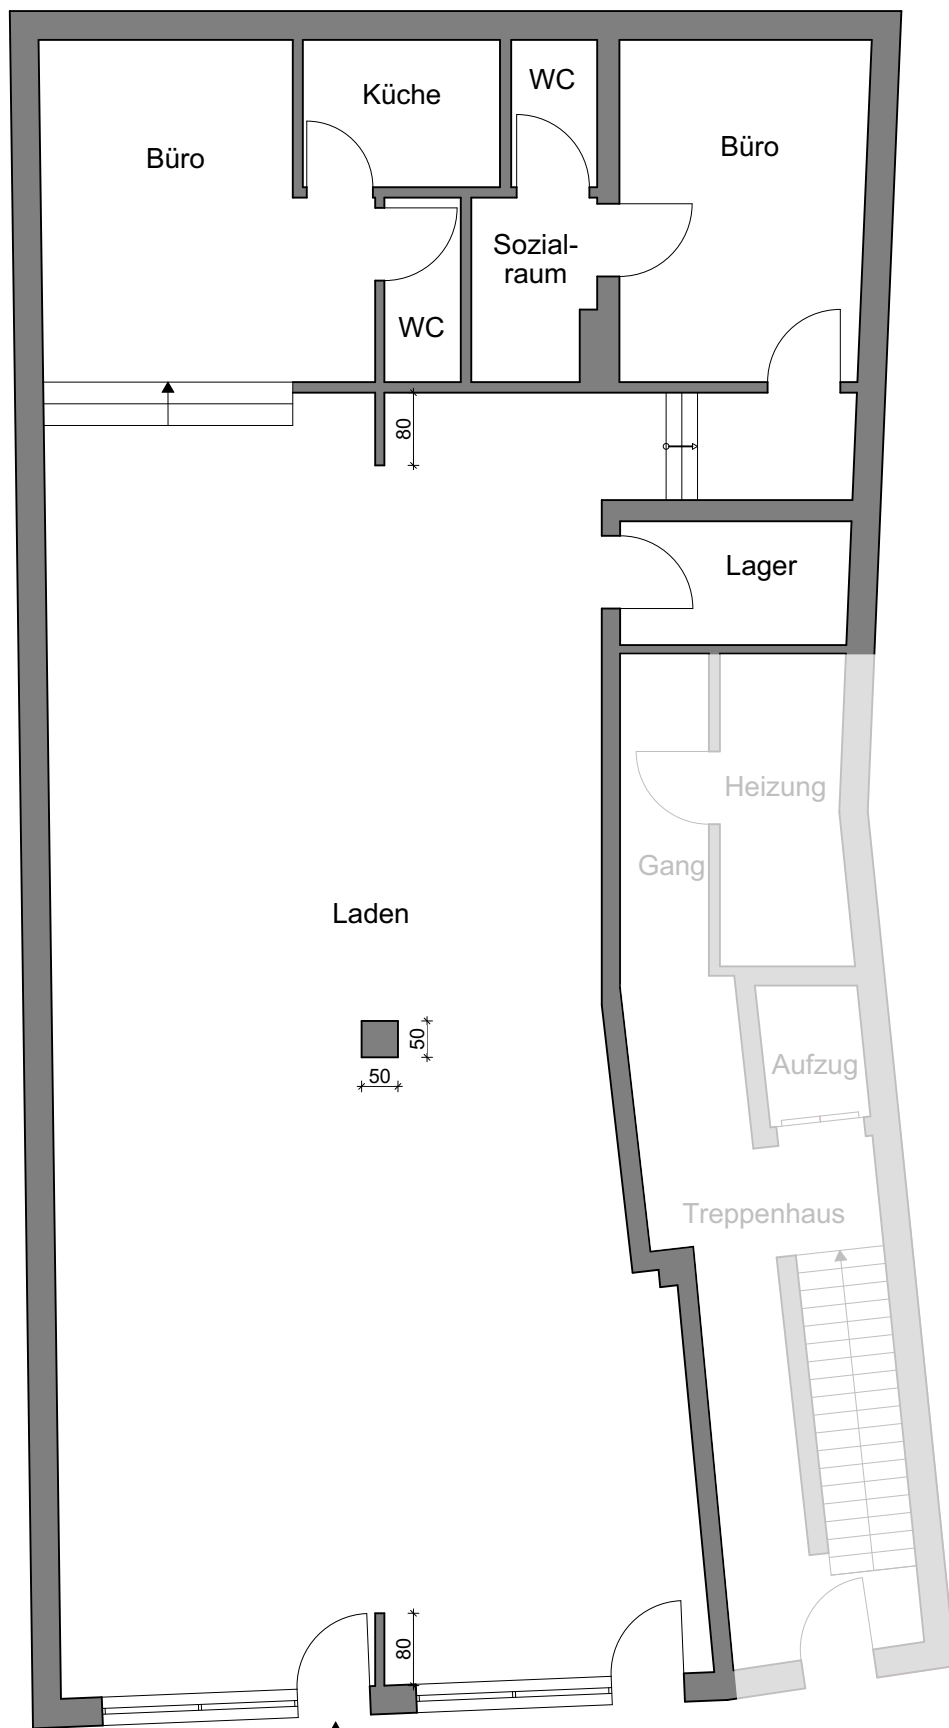 WC
Küche
Büro
Büro
Sozial-
raum
WC
80
Lager
Heizung
Gang
Laden
50
50
Aufzug
Treppenhaus
80